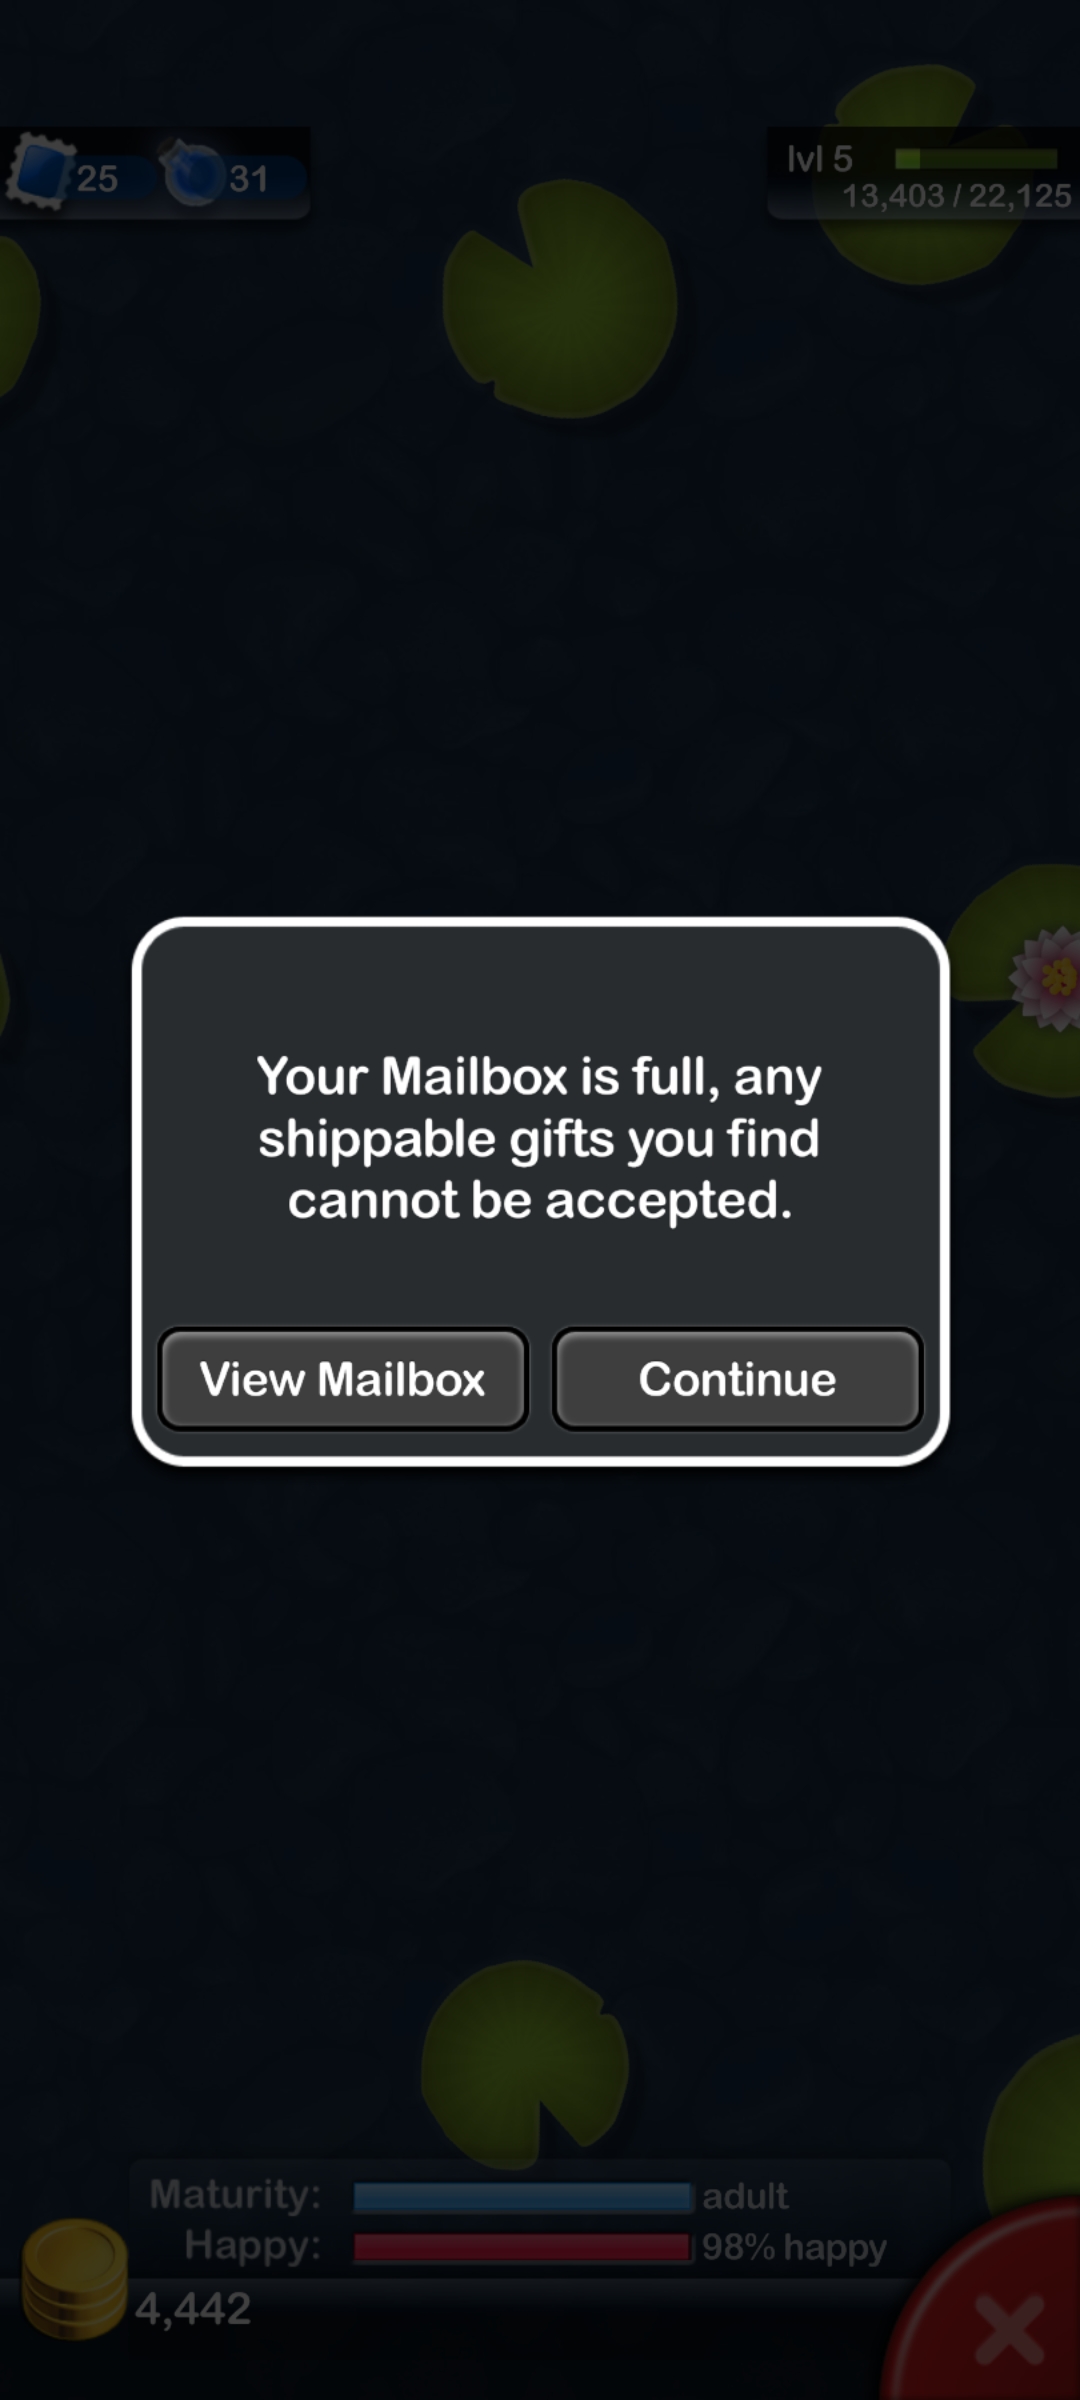 25 31
lvl 5
13,403 / 22,125
Your Mailbox is full, any
shippable gifts you find
cannot be accepted.
View Mailbox Continue
Maturity: adult
Happy: 98% happy
4,442